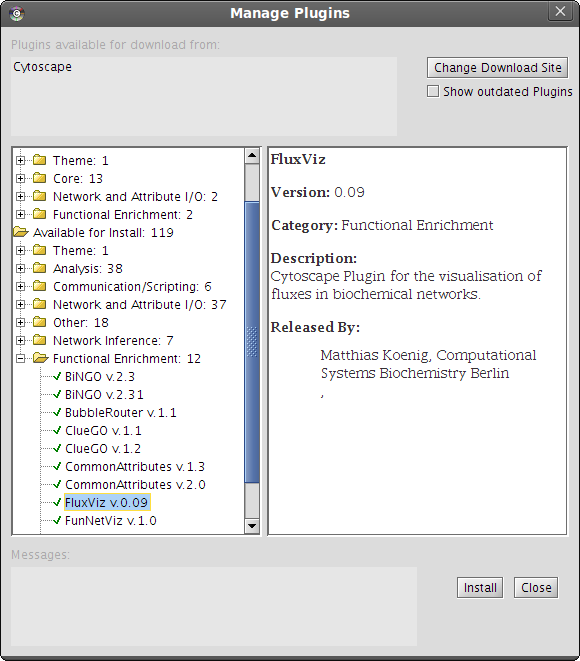 Manage Plugins
Plugins available for download from:
Cytoscape
Change Download Site
Show outdated Plugins
Theme: 1
Core: 13
Network and Attribute I/O: 2
Functional Enrichment: 2
Available for Install: 119
Theme: 1
Analysis: 38
Communication/Scripting: 6
Network and Attribute I/O: 37
Other: 18
Network Inference: 7
Functional Enrichment: 12
BiNGO v.2.3
BiNGO v.2.31
BubbleRouter v.1.1
ClueGO v.1.1
ClueGO v.1.2
CommonAttributes v.1.3
CommonAttributes v.2.0
FluxViz v.0.09
FunNetViz v.1.0
FluxViz
Version: 0.09
Category: Functional Enrichment
Description:
Cytoscape Plugin for the visualisation of
fluxes in biochemical networks.
Released By:
Matthias Koenig, Computational
Systems Biochemistry Berlin
,
Messages:
Install
Close